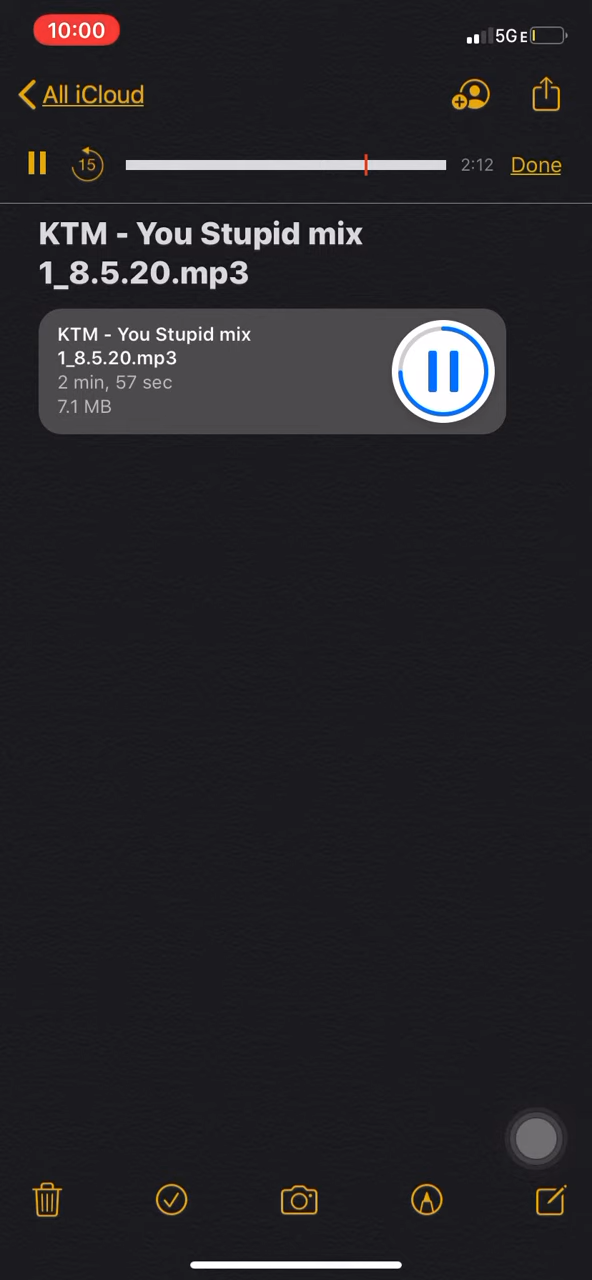 10:00
5GE
All iCloud
15
2:12
Done
KTM - You Stupid mix
1_8.5.20.mp3
KTM - You Stupid mix
1_8.5.20.mp3
2 min, 57 sec
7.1 MB